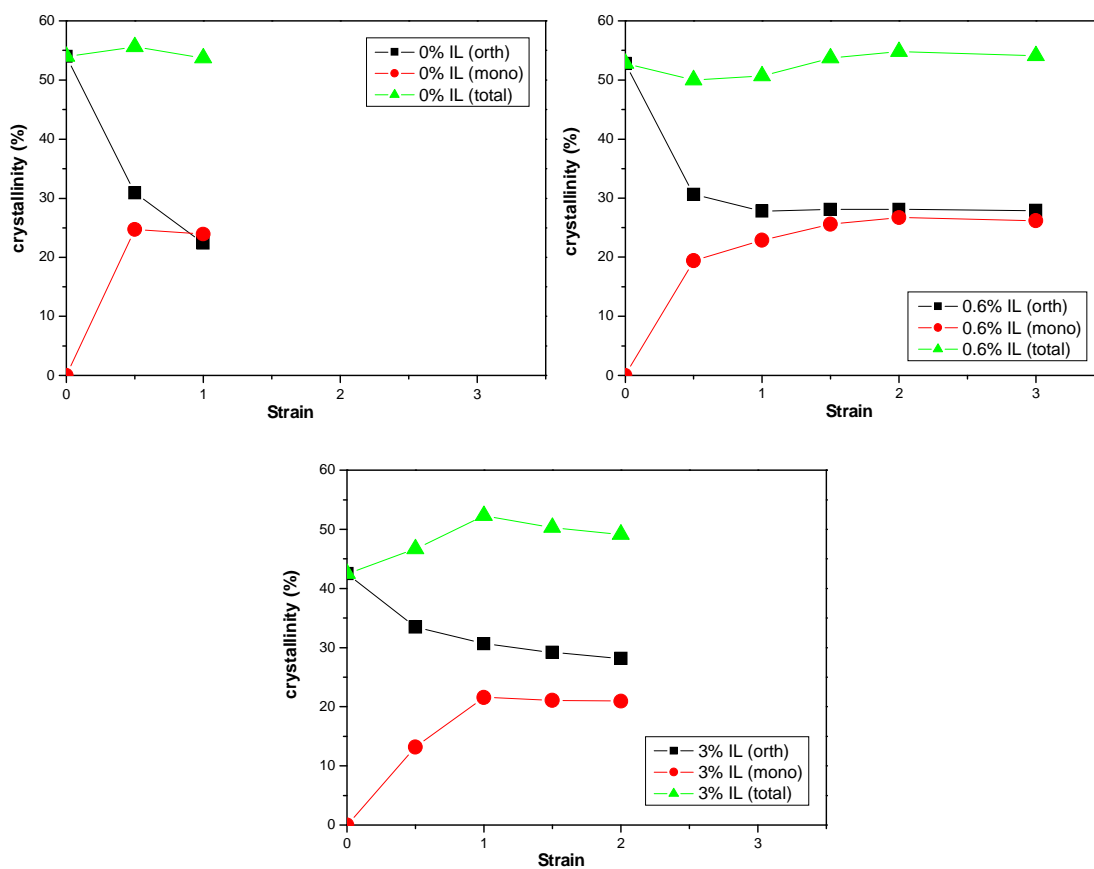 60
50
40
30
20
10
0
crystallinity (%)
0% IL (orth)
0% IL (mono)
0% IL (total)
0 1 2 3
Strain
60
50
40
30
20
10
0
crystallinity (%)
0.6% IL (orth)
0.6% IL (mono)
0.6% IL (total)
0 1 2 3
Strain
60
50
40
30
20
10
0
crystallinity (%)
3% IL (orth)
3% IL (mono)
3% IL (total)
0 1 2 3
Strain